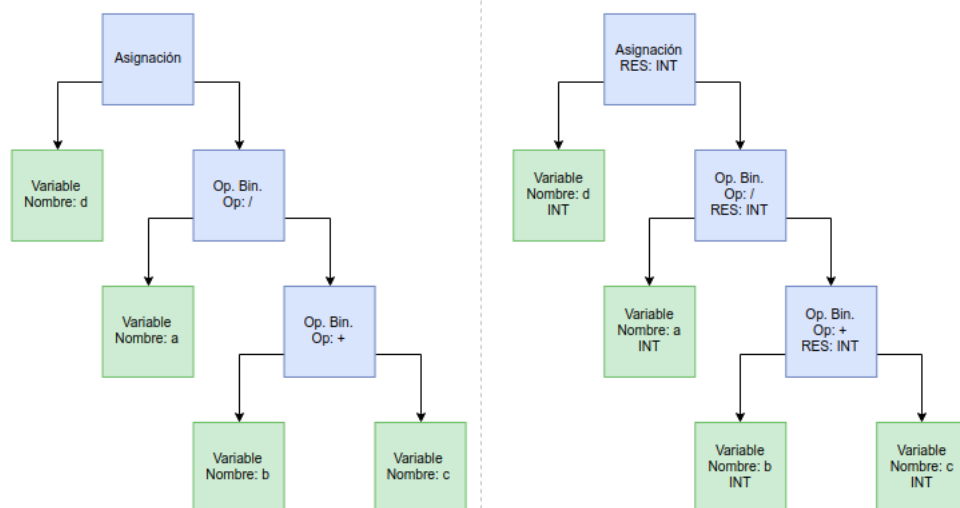 Asignación
Variable
Nombre: d
Op. Bin.
Op: /
Variable
Nombre: a
Op. Bin.
Op: +
Variable
Nombre: b
Variable
Nombre: c
Asignación
RES: INT
Variable
Nombre: d
INT
Op. Bin.
Op: /
RES: INT
Variable
Nombre: a
INT
Op. Bin.
Op: +
RES: INT
Variable
Nombre: b
INT
Variable
Nombre: c
INT